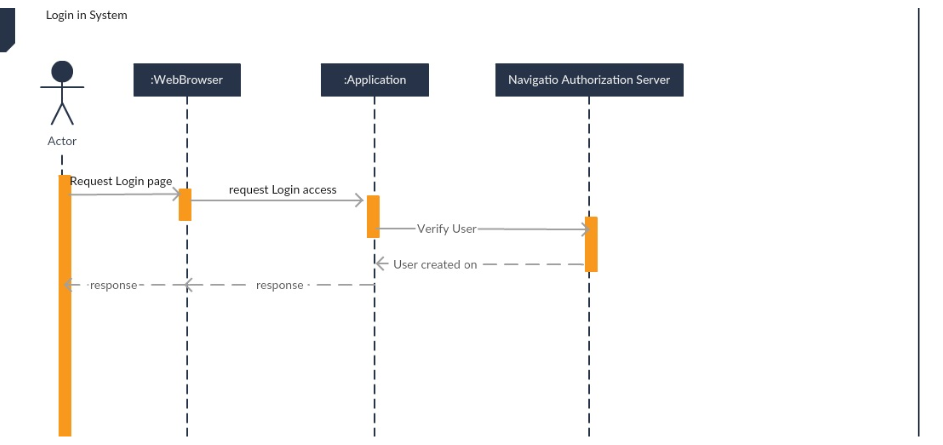 Login in System
:WebBrowser
:Application
Navigatio Authorization Server
Actor
Request Login page
request Login access
Verify User
User created on
response
response